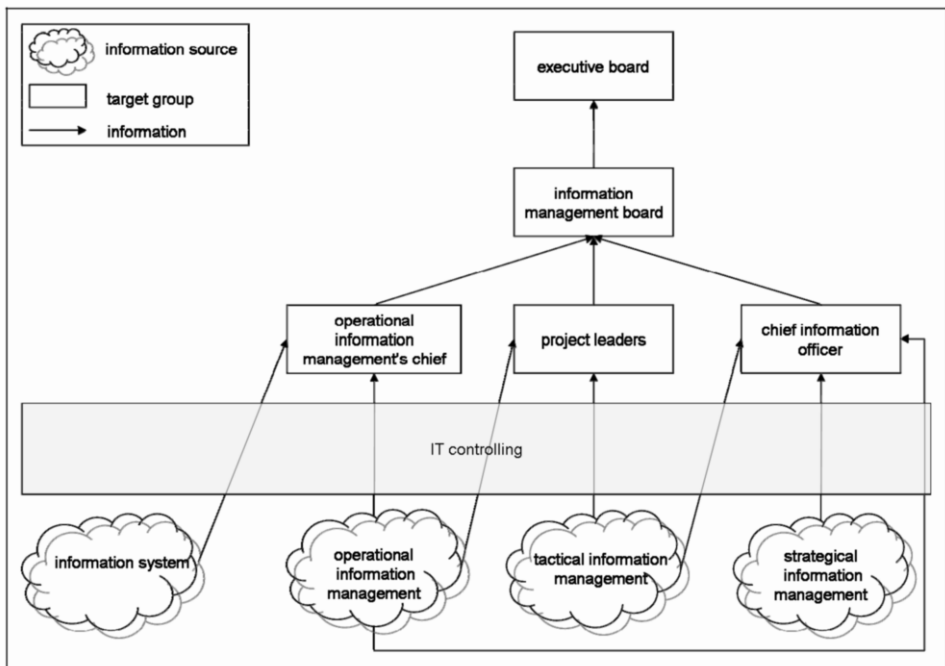 information source
target group
information
executive board
information
management board
operational
information
management's chief
project leaders
chief information
officer
IT controlling
information system
operational
information
management
tactical information
management
strategical
information
management